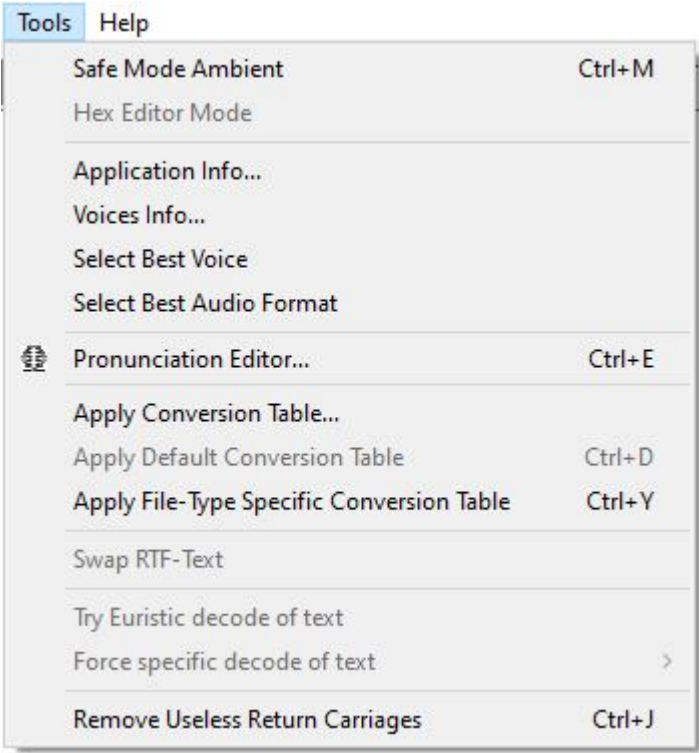 Tools Help
Safe Mode Ambient Ctrl+M
Hex Editor Mode
Application Info...
Voices Info...
Select Best Voice
Select Best Audio Format
Pronunciation Editor... Ctrl+E
Apply Conversion Table...
Apply Default Conversion Table Ctrl+D
Apply File-Type Specific Conversion Table Ctrl+Y
Swap RTF-Text
Try Euristic decode of text
Force specific decode of text
Remove Useless Return Carriages Ctrl+J